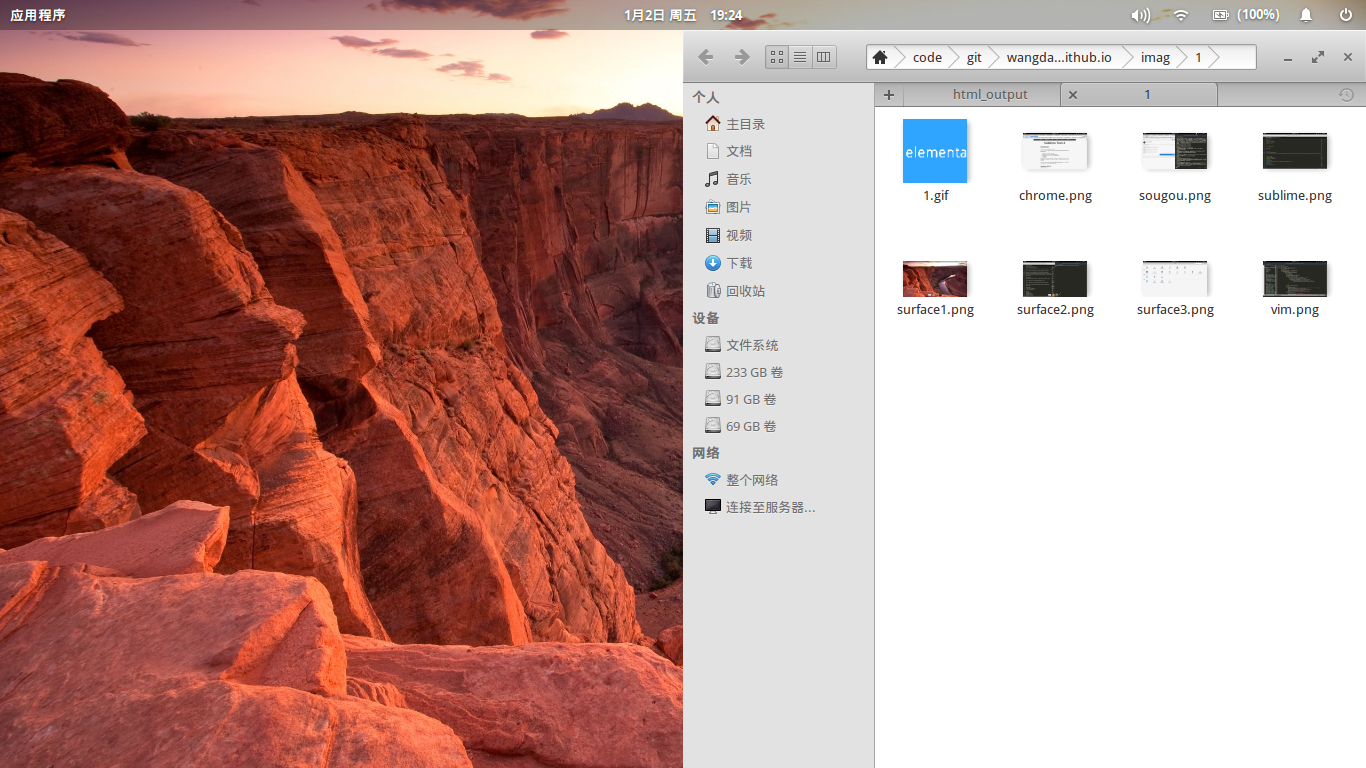 应用程序
1月2日 周五 19:24
(100%)
code
git
wangda...ithub.io
imag
1
html_output
1
个人
主目录
文档
音乐
图片
视频
下载
回收站
设备
文件系统
233 GB 卷
91 GB 卷
69 GB 卷
网络
整个网络
连接至服务器...
elementa
1.gif
chrome.png
sougou.png
sublime.png
surface1.png
surface2.png
surface3.png
vim.png